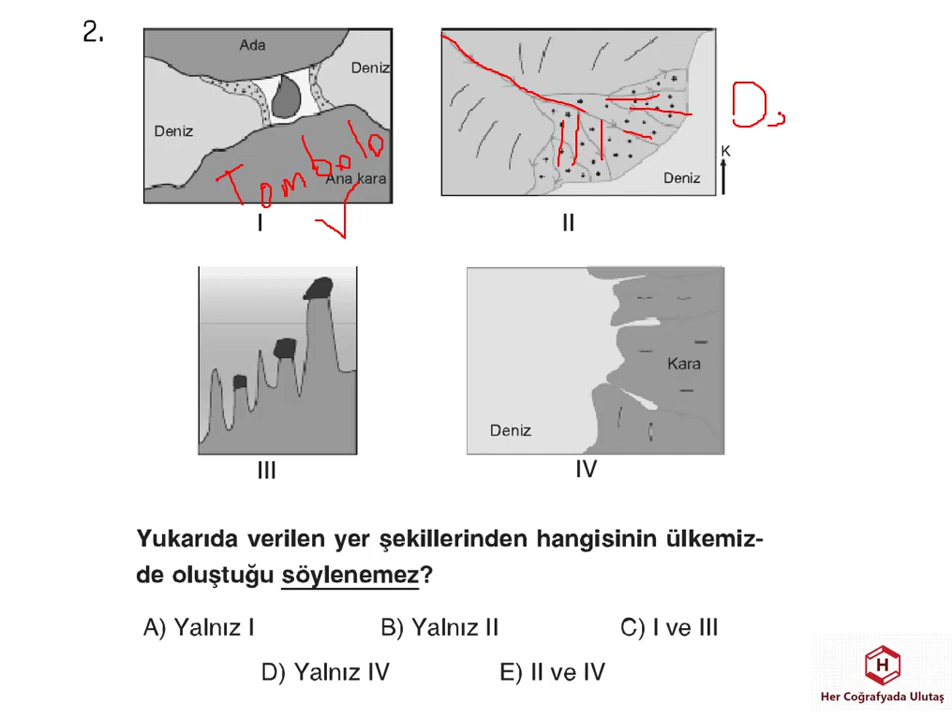 2.
Ada
Deniz
Deniz
Tombolo
Ana kara
I
D
K
Deniz
II
III
Deniz
Kara
IV
Yukarıda verilen yer şekillerinden hangisinin ülkemiz-
de oluştuğu söylenemez?
A) Yalnız I
B) Yalnız II
C) I ve III
D) Yalnız IV
E) II ve IV
H
Her Coğrafyada Ulutaş